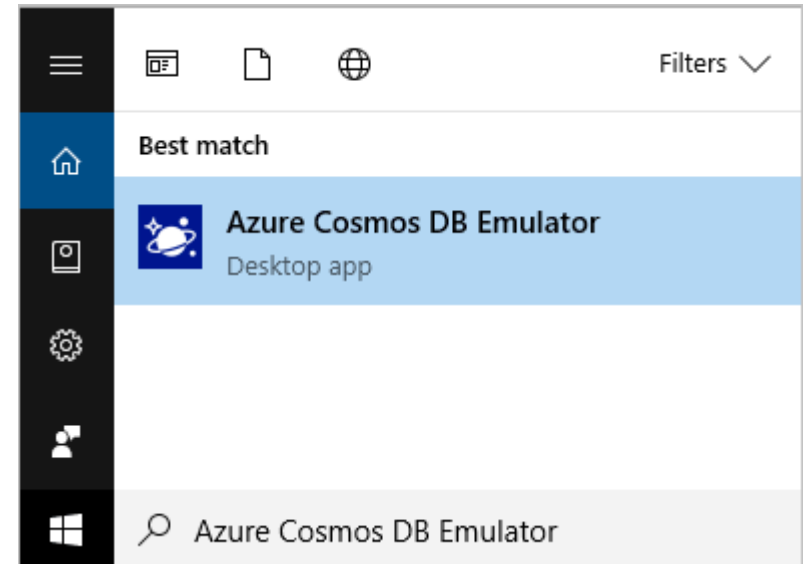 Filters
Best match
Azure Cosmos DB Emulator
Desktop app
Azure Cosmos DB Emulator